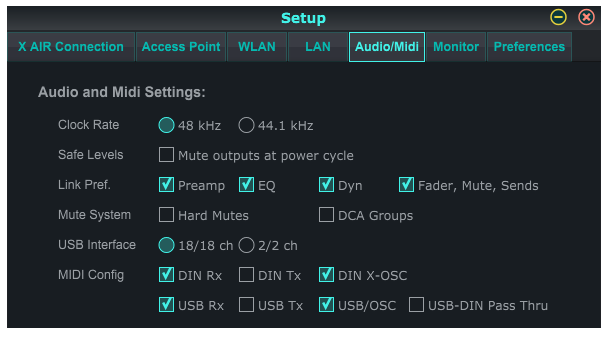 Setup
X AIR Connection Access Point WLAN LAN Audio/Midi Monitor Preferences
Audio and Midi Settings:
Clock Rate 48 kHz 44.1 kHz
Safe Levels Mute outputs at power cycle
Link Pref. Preamp EQ Dyn Fader, Mute, Sends
Mute System Hard Mutes DCA Groups
USB Interface 18/18 ch 2/2 ch
MIDI Config DIN Rx DIN Tx DIN X-OSC
USB Rx USB Tx USB/OSC USB-DIN Pass Thru